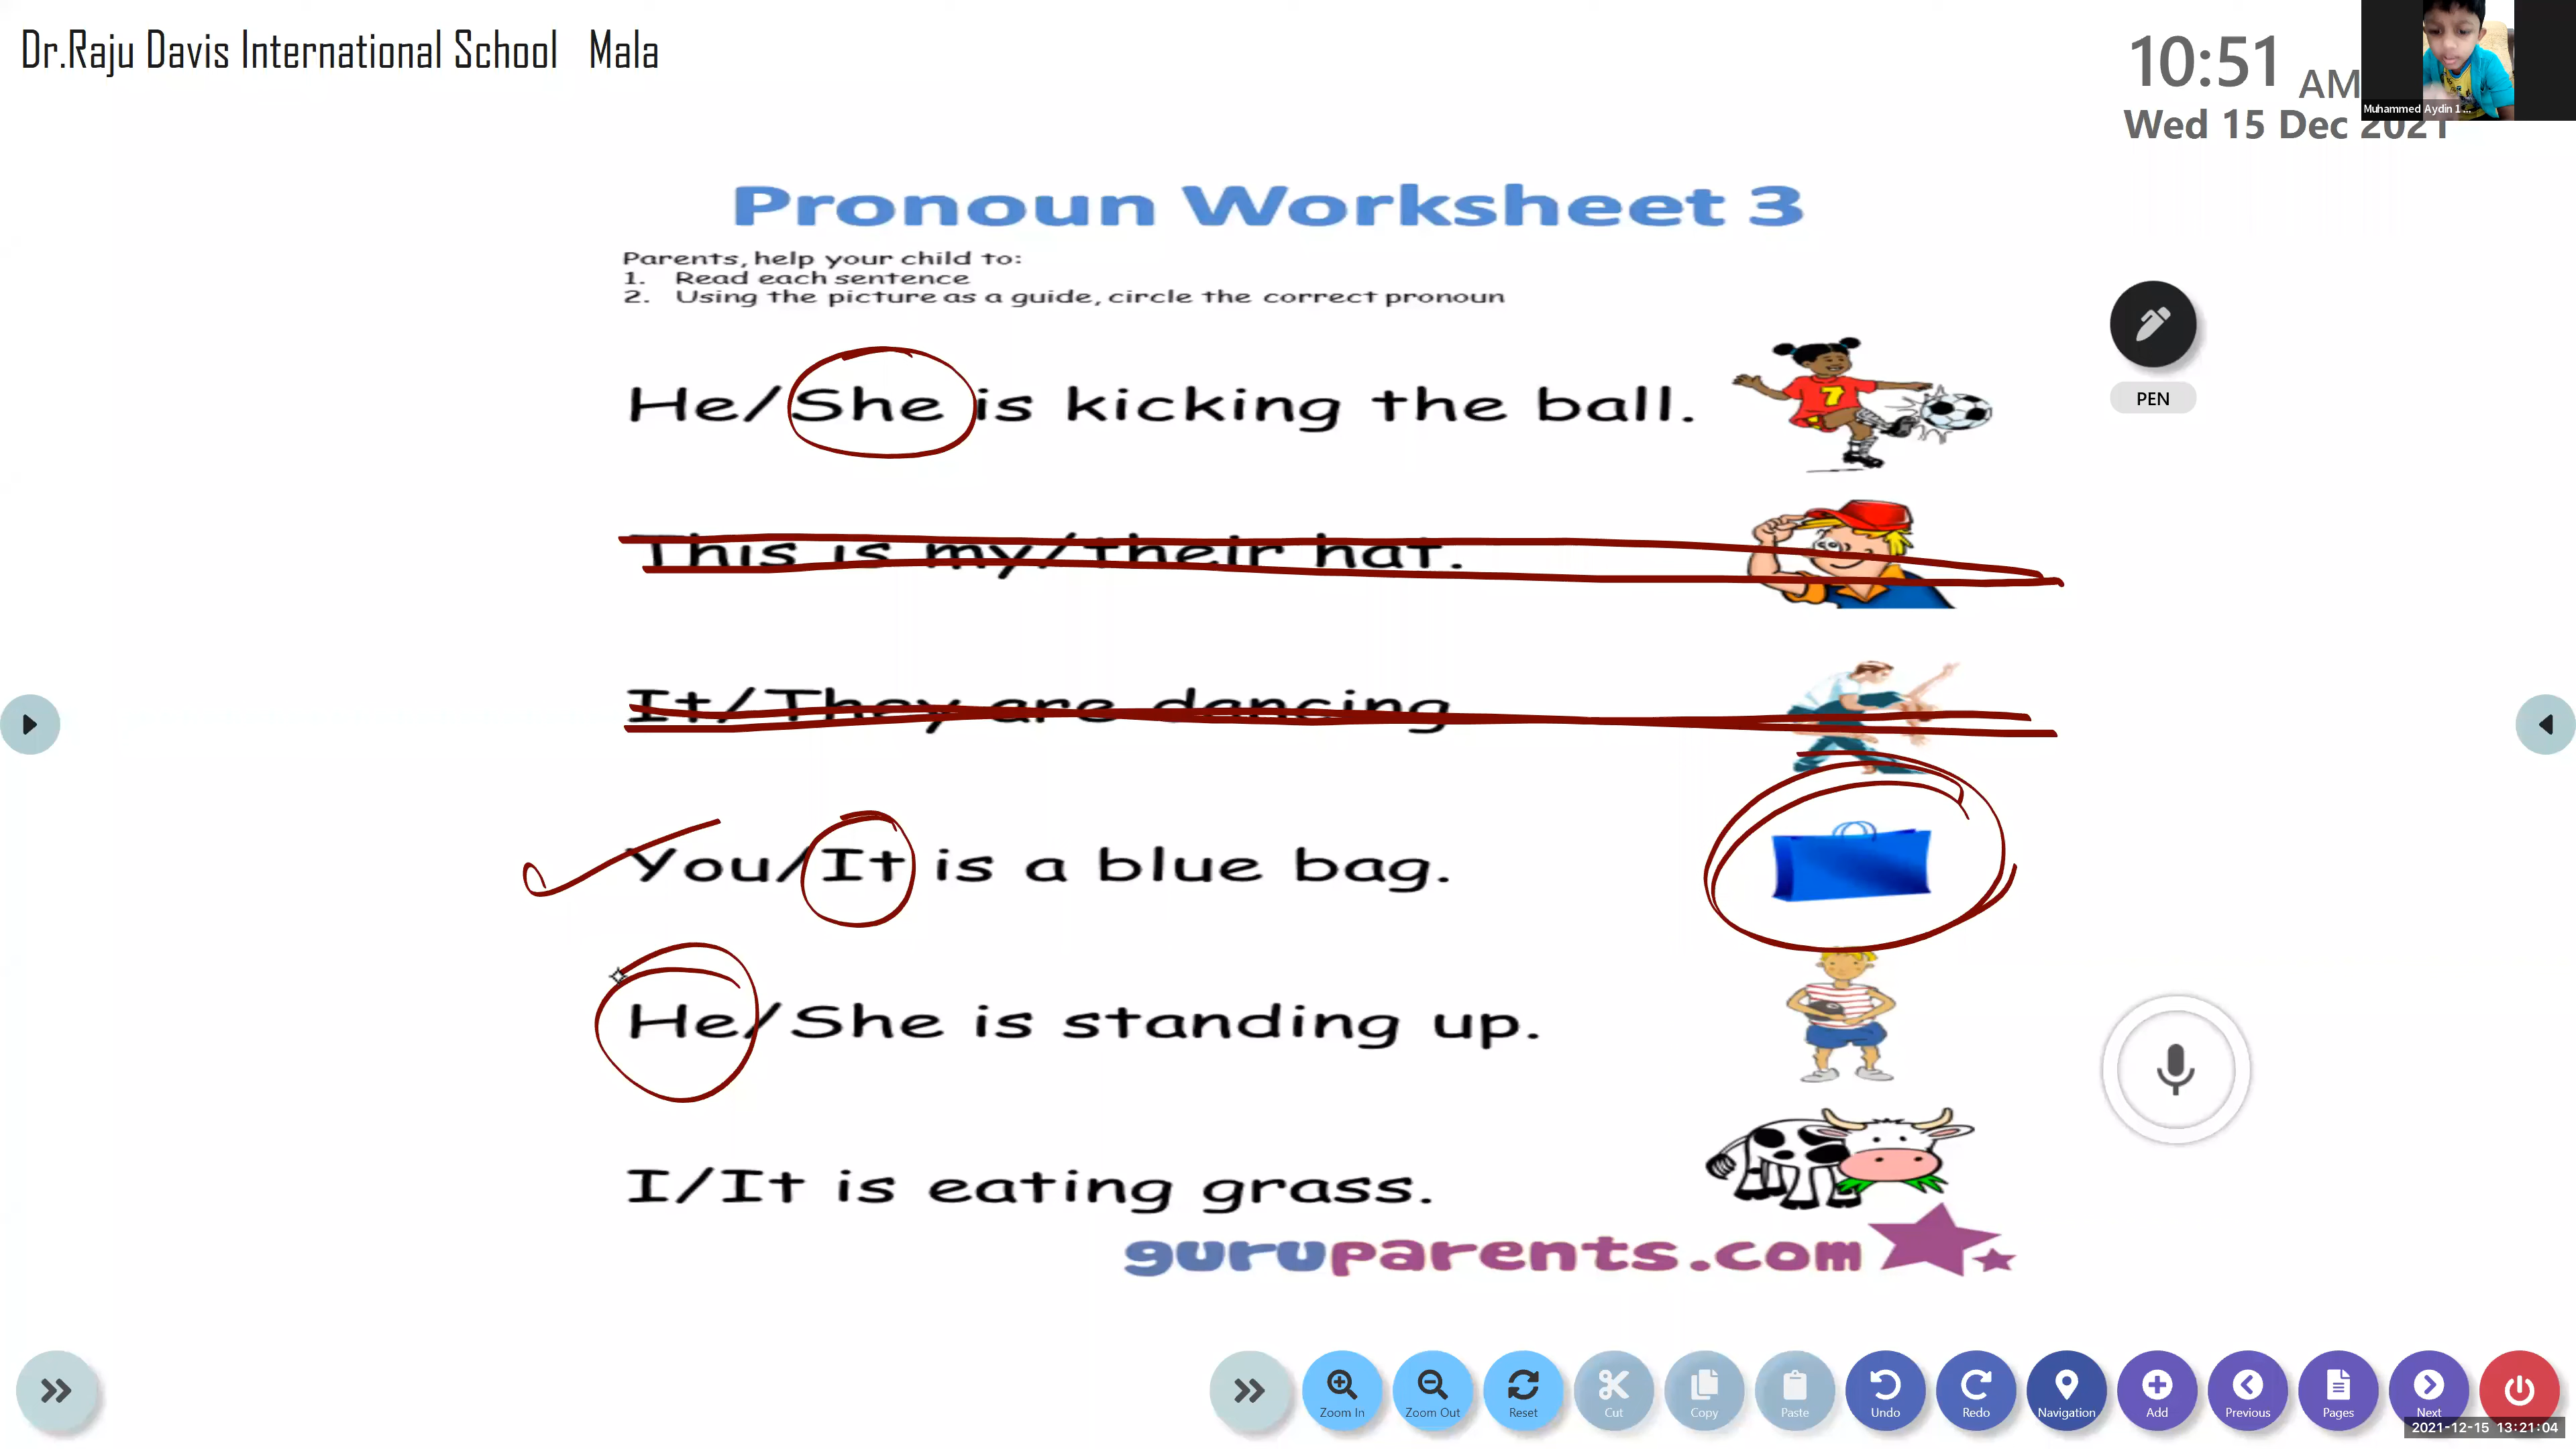 Dr.Raju Davis International School Mala
10:51 AM
Wed 15 Dec 2021
Muhammed Aydin 1 ...
Pronoun Worksheet 3
Parents, help your child to:
1. Read each sentence
2. Using the picture as a guide, circle the correct pronoun
He/She is kicking the ball.
7
PEN
This is my/their hat.
It/They are dancing
You/It is a blue bag.
He/She is standing up.
I/It is eating grass.
guruparents.com
Zoom In Zoom Out Reset Cut Copy Paste Undo Redo Navigation Add Previous Pages Next
2021-12-15 13:21:04